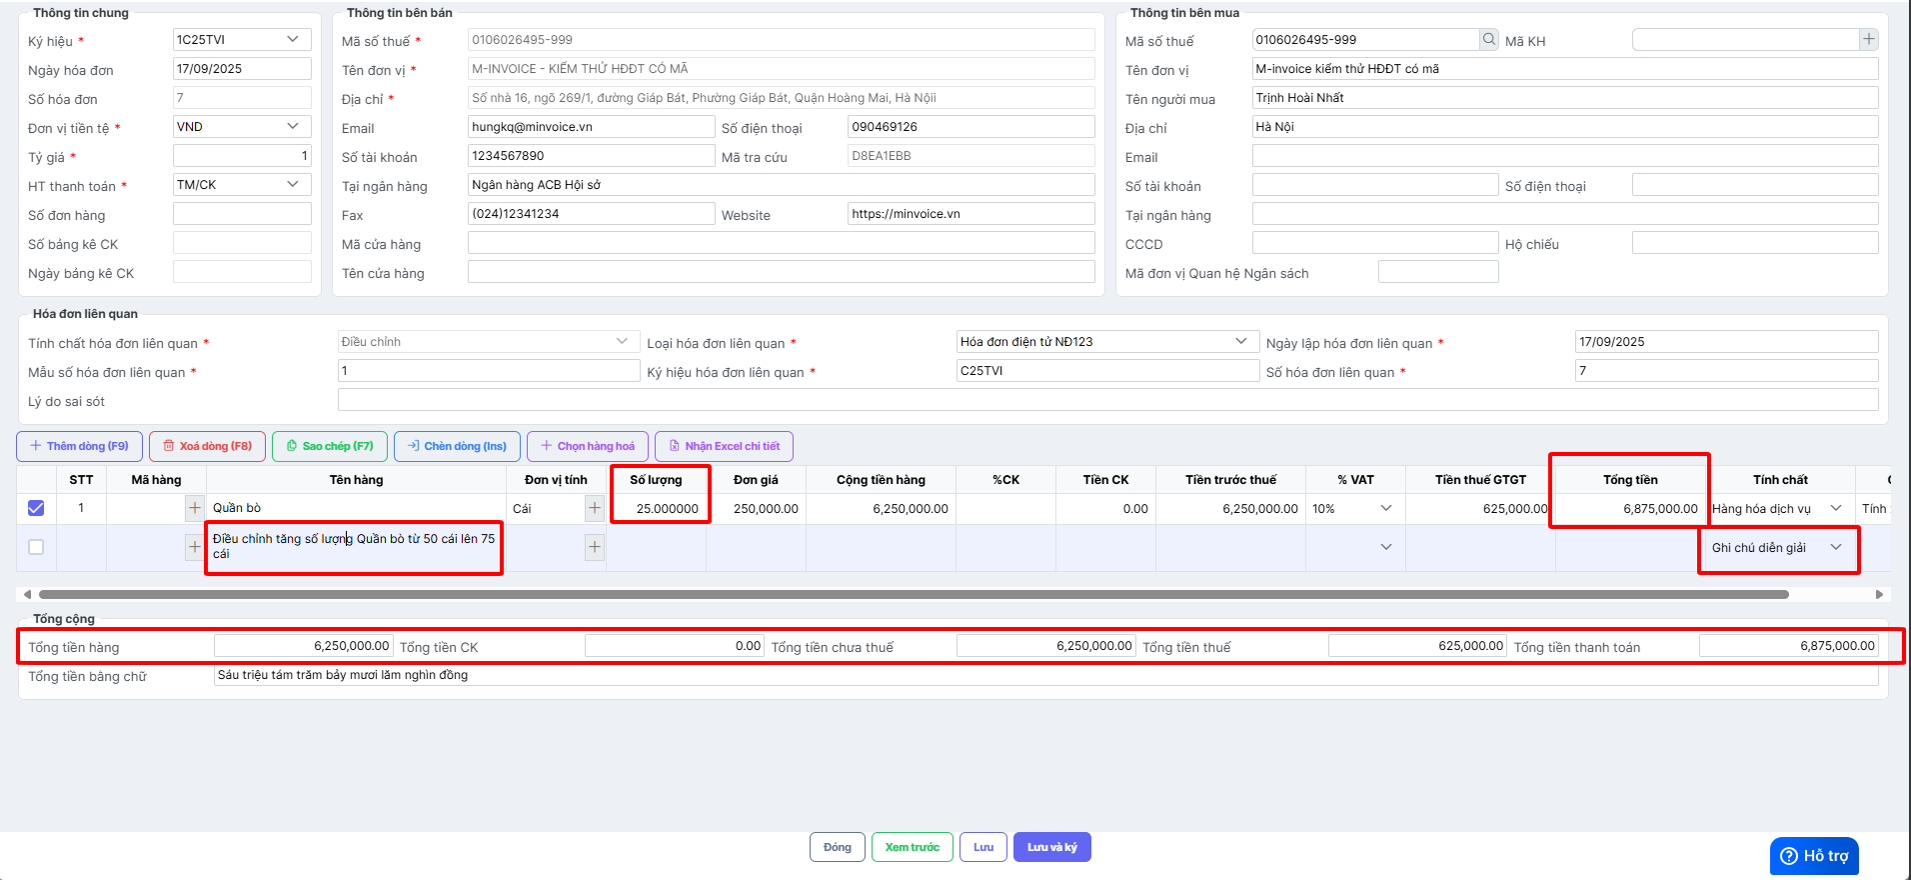 Thông tin chung
Ký hiệu * 1C25TVI
Ngày hóa đơn 17/09/2025
Số hóa đơn 7
Đơn vị tiền tệ * VND
Tỷ giá * 1
HT thanh toán * TM/CK
Số đơn hàng
Số bảng kê CK
Ngày bảng kê CK
Thông tin bên bán
Mã số thuế * 0106026495-999
Tên đơn vị * M-INVOICE - KIỂM THỬ HĐĐT CÓ MÃ
Địa chỉ * Số nhà 16, ngõ 269/1, đường Giáp Bát, Phường Giáp Bát, Quận Hoàng Mai, Hà Nộii
Email hungkq@minvoice.vn Số điện thoại 090469126
Số tài khoản 1234567890 Mã tra cứu D8EA1EBB
Tại ngân hàng Ngân hàng ACB Hội sở
Fax (024)12341234 Website https://minvoice.vn
Mã cửa hàng
Tên cửa hàng
Thông tin bên mua
Mã số thuế 0106026495-999 Mã KH
Tên đơn vị M-invoice kiểm thử HĐĐT có mã
Tên người mua Trịnh Hoài Nhất
Địa chỉ Hà Nội
Email
Số tài khoản Số điện thoại
Tại ngân hàng
CCCD Hộ chiếu
Mã đơn vị Quan hệ Ngân sách
Hóa đơn liên quan
Tính chất hóa đơn liên quan * Điều chỉnh Loại hóa đơn liên quan * Hóa đơn điện tử NĐ123 Ngày lập hóa đơn liên quan * 17/09/2025
Mẫu số hóa đơn liên quan * 1 Ký hiệu hóa đơn liên quan * C25TVI Số hóa đơn liên quan * 7
Lý do sai sót
Thêm dòng (F9) Xoá dòng (F8) Sao chép (F7) Chèn dòng (Ins) Chọn hàng hoá Nhận Excel chi tiết
STT Mã hàng Tên hàng Đơn vị tính Số lượng Đơn giá Cộng tiền hàng %CK Tiền CK Tiền trước thuế % VAT Tiền thuế GTGT Tổng tiền Tính chất
1 Quần bò Cái 25.000000 250,000.00 6,250,000.00 0.00 6,250,000.00 10% 625,000.00 6,875,000.00 Hàng hóa dịch vụ Tính
Điều chỉnh tăng số lượng Quần bò từ 50 cái lên 75
cái
Ghi chú diễn giải
Tổng cộng
Tổng tiền hàng 6,250,000.00 Tổng tiền CK 0.00 Tổng tiền chưa thuế 6,250,000.00 Tổng tiền thuế 625,000.00 Tổng tiền thanh toán 6,875,000.00
Tổng tiền bằng chữ Sáu triệu tám trăm bảy mươi lăm nghìn đồng
Đóng Xem trước Lưu Lưu và ký
Hỗ trợ